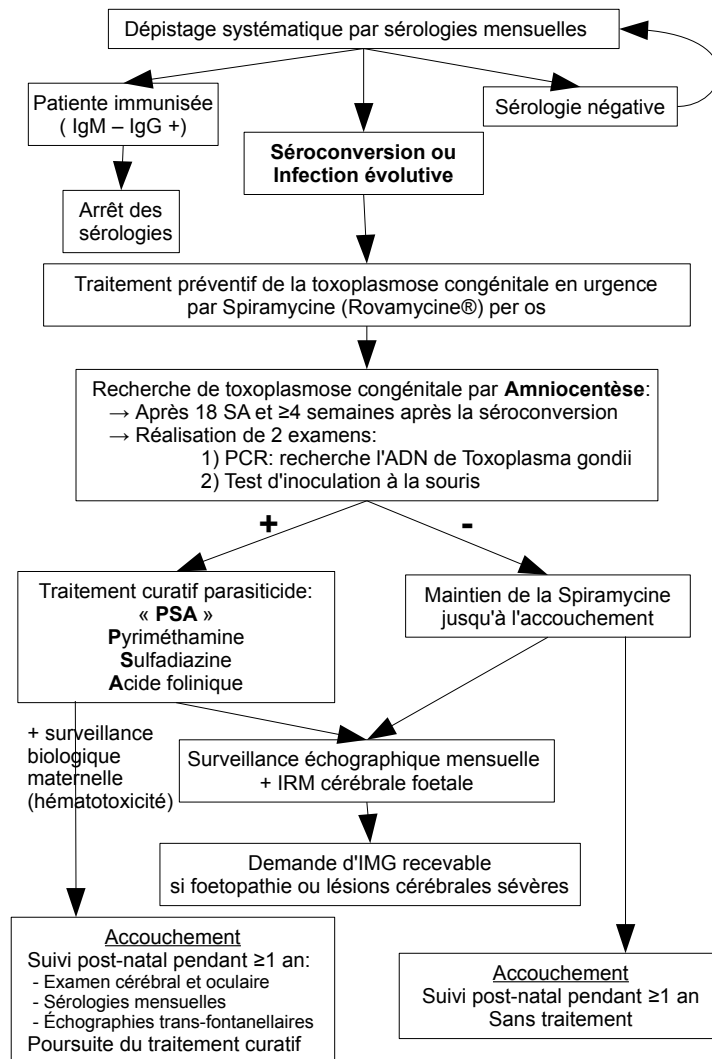 Dépistage systématique par sérologies mensuelles
Patiente immunisée
( IgM – IgG +)
Sérologie négative
Séroconversion ou
Infection évolutive
Arrêt des
sérologies
Traitement préventif de la toxoplasmose congénitale en urgence
par Spiramycine (Rovamycine®) per os
Recherche de toxoplasmose congénitale par Amniocentèse:
→ Après 18 SA et ≥4 semaines après la séroconversion
→ Réalisation de 2 examens:
1) PCR: recherche l'ADN de Toxoplasma gondii
2) Test d'inoculation à la souris
+
-
Traitement curatif parasiticide:
« PSA »
Pyriméthamine
Sulfadiazine
Acide folinique
Maintien de la Spiramycine
jusqu'à l'accouchement
+ surveillance
biologique
maternelle
(hématotoxicité)
Surveillance échographique mensuelle
+ IRM cérébrale foetale
Demande d'IMG recevable
si foetopathie ou lésions cérébrales sévères
Accouchement
Suivi post-natal pendant ≥1 an:
- Examen cérébral et oculaire
- Sérologies mensuelles
- Échographies trans-fontanellaires
Poursuite du traitement curatif
Accouchement
Suivi post-natal pendant ≥1 an
Sans traitement